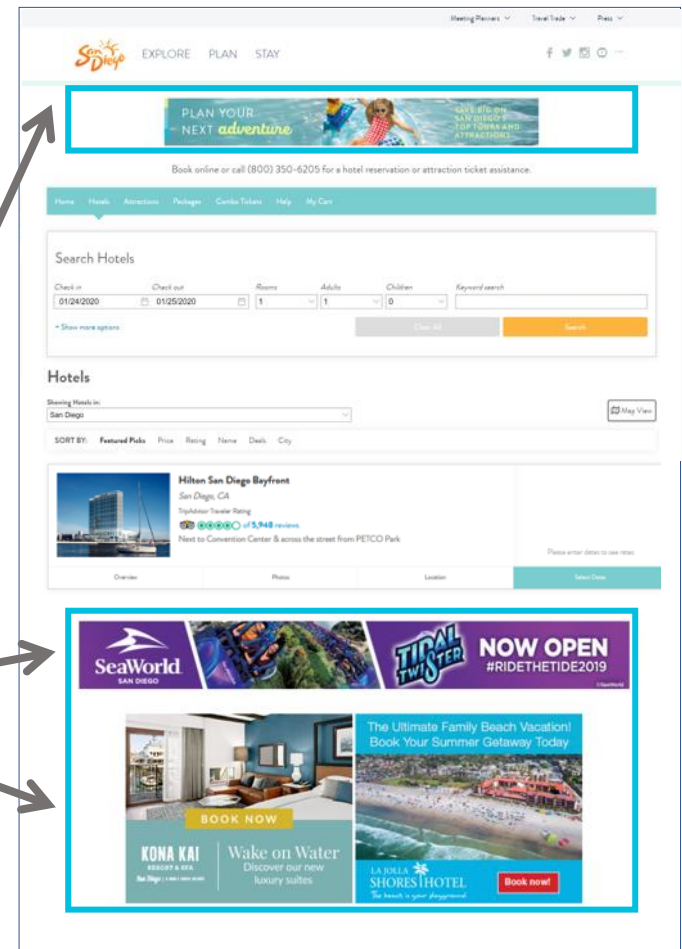 Meeting Planners Travel Trade Press
San Diego EXPLORE PLAN STAY
PLAN YOUR
NEXT adventure
SAVE BIG ON
SAN DIEGO'S
TOP TOURS AND
ATTRACTIONS
Book online or call (800) 350-6205 for a hotel reservation or attraction ticket assistance.
Home Hotels Attractions Packages Combo Tickets Help My Cart
Search Hotels
Check in Check out Rooms Adults Children Keyword search
01/24/2020 01/25/2020 1 1 0
+ Show more options Clear All Search
Hotels
Showing Hotels in:
San Diego
Map View
SORT BY: Featured Picks Price Rating Name Deals City
Hilton San Diego Bayfront
San Diego, CA
TripAdvisor Traveler Rating
of 5,948 reviews
Next to Convention Center & across the street from PETCO Park
Please enter dates to see rates
Overview Photos Location Select Dates
SeaWorld
SAN DIEGO
TIDAL
TWISTER
NOW OPEN
#RIDETHETIDE2019
©SeaWorld
BOOK NOW
KONA KAI
RESORT & SPA
San Diego
Wake on Water
Discover our new
luxury suites
The Ultimate Family Beach Vacation!
Book Your Summer Getaway Today
LA JOLLA
SHORES HOTEL
The beach is your playground
Book now!